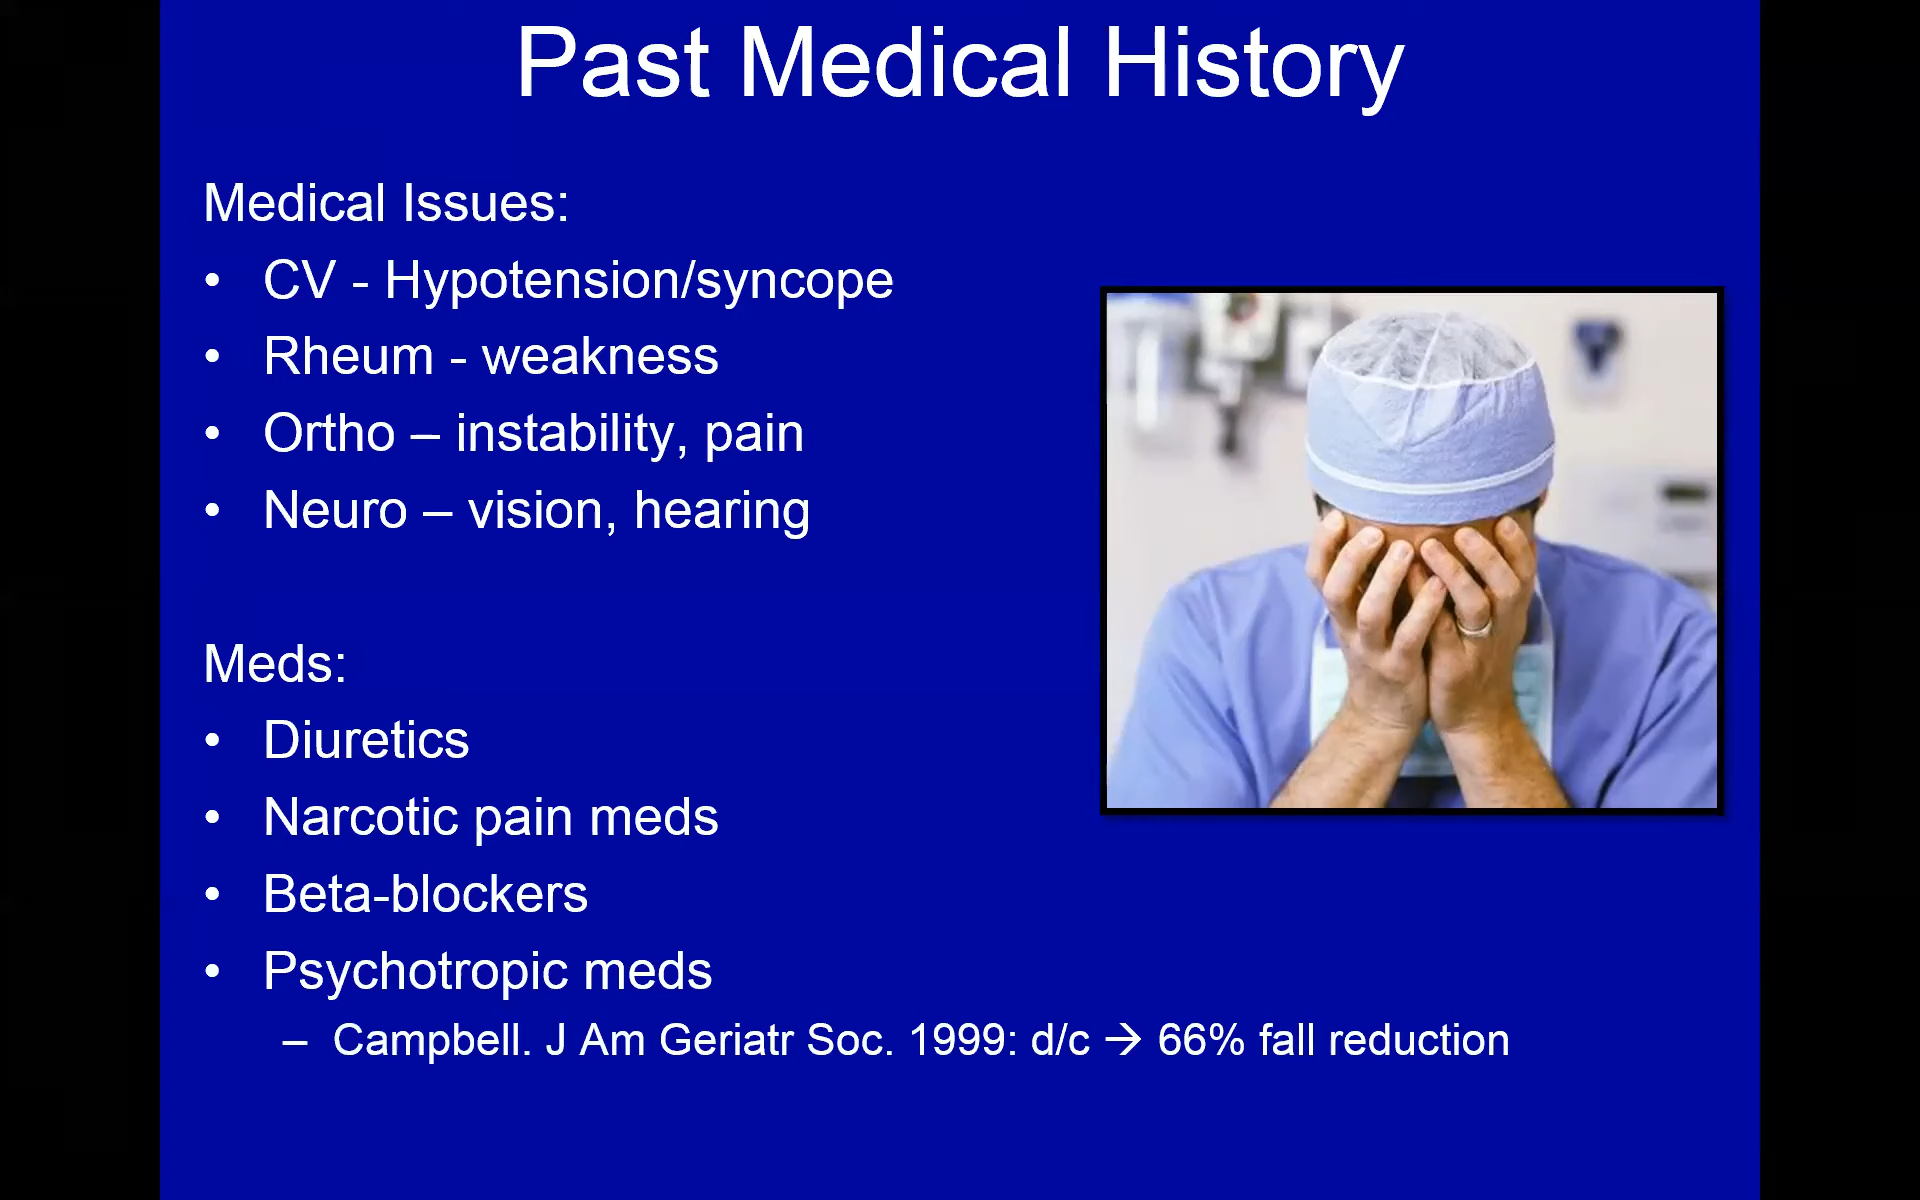 Past Medical History
Medical Issues:
• CV - Hypotension/syncope
• Rheum - weakness
• Ortho – instability, pain
• Neuro – vision, hearing
Meds:
• Diuretics
• Narcotic pain meds
• Beta-blockers
• Psychotropic meds
– Campbell. J Am Geriatr Soc. 1999: d/c → 66% fall reduction